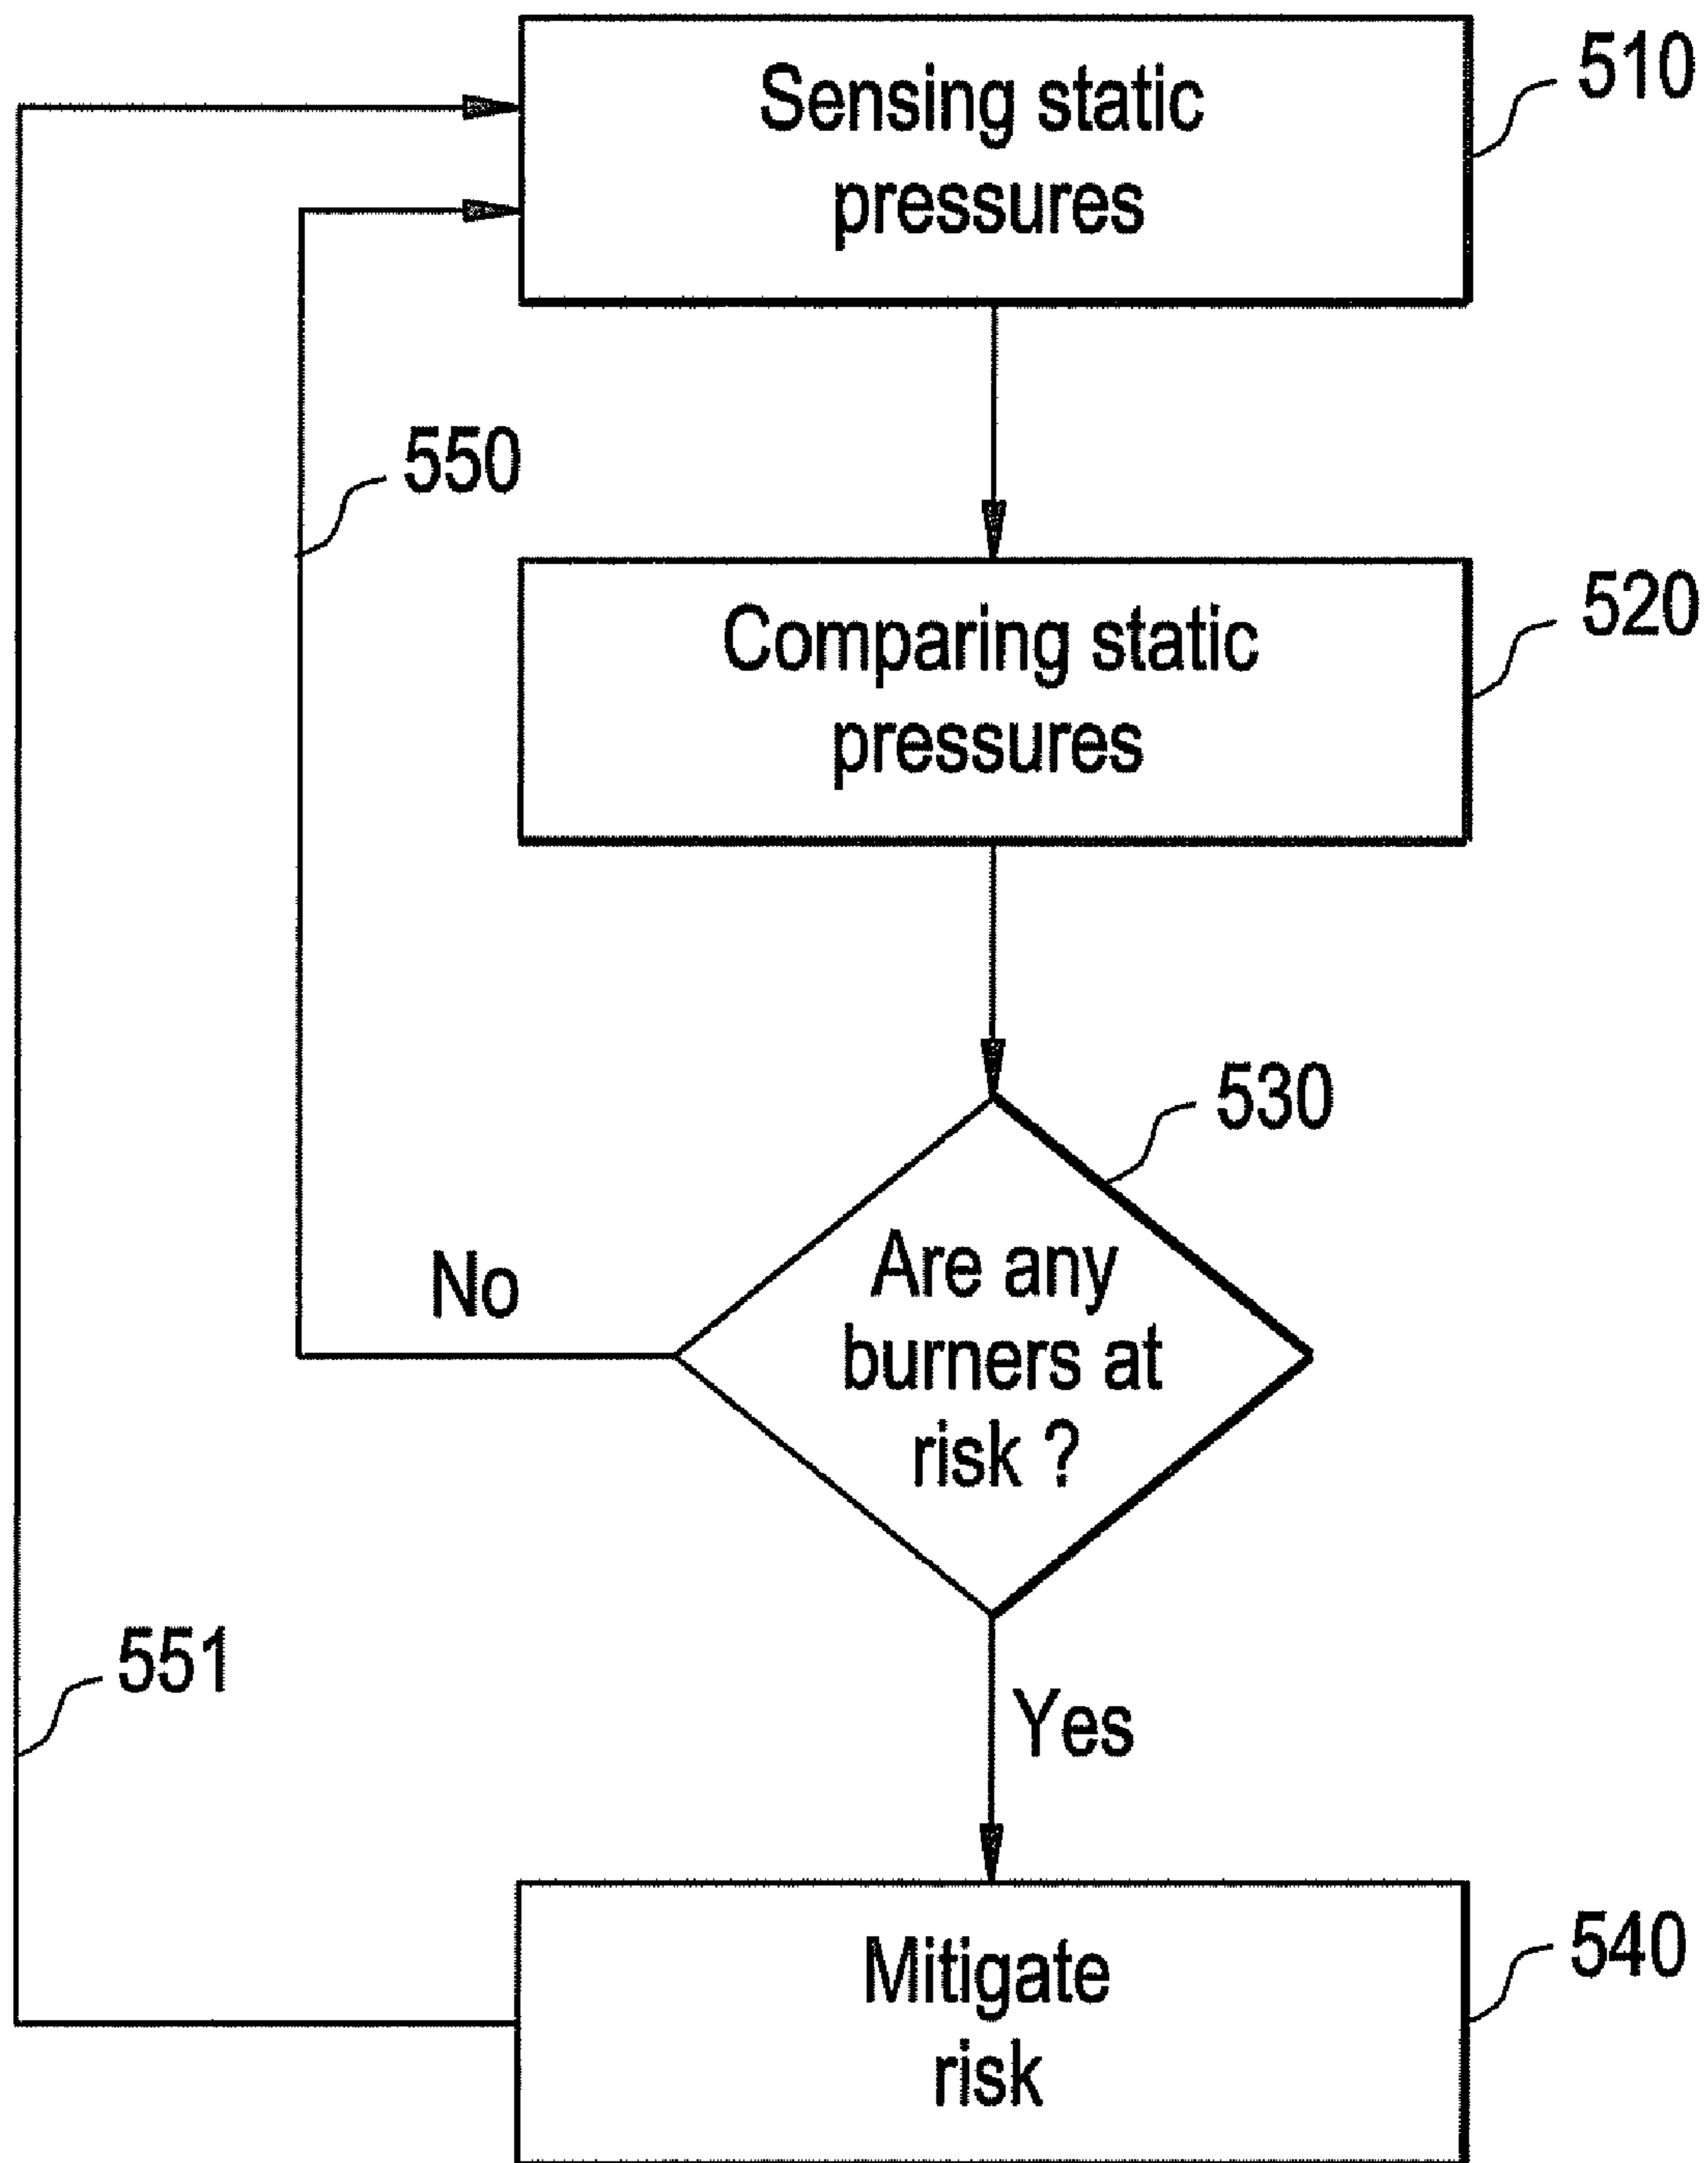 Sensing static
pressures
510
550
Comparing static
pressures
520
530
Are any
burners at
risk ?
No
Yes
551
Mitigate
risk
540